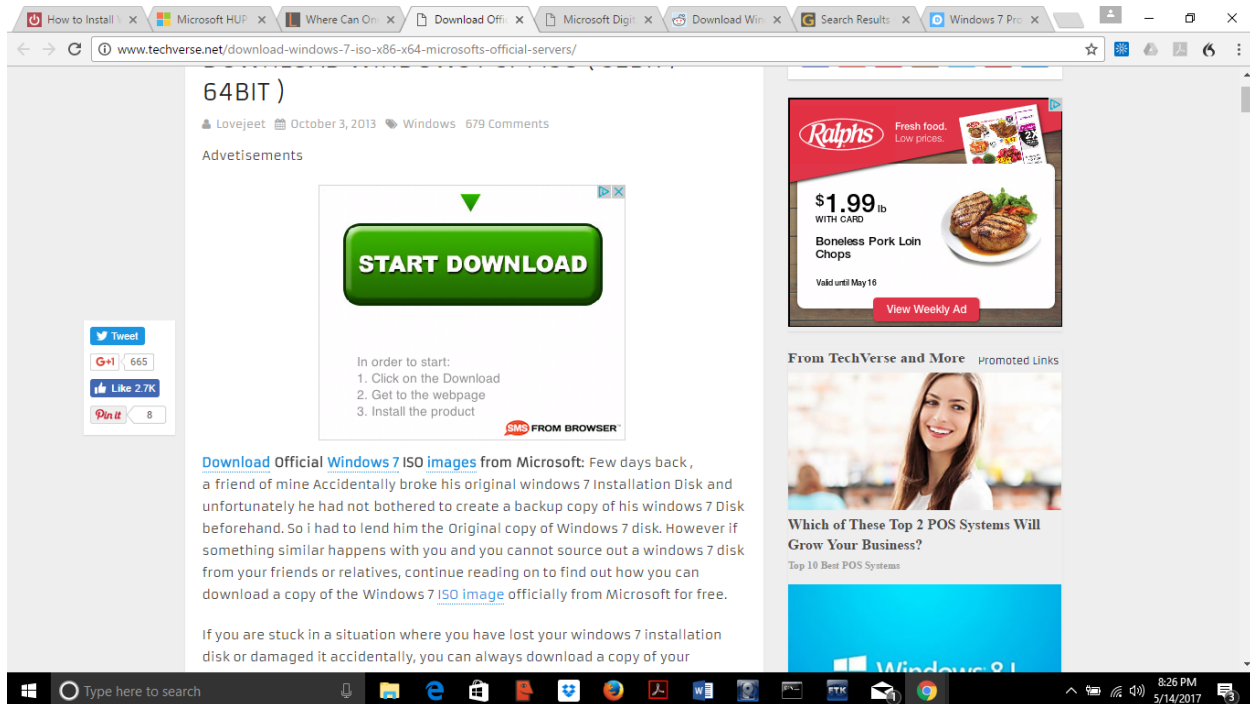 How to Install
Microsoft HUP
Where Can On
Download Offic
Microsoft Digit
Download Win
Search Results
Windows 7 Pro
www.techverse.net/download-windows-7-iso-x86-x64-microsofts-official-servers/
64BIT )
Lovejeet October 3, 2013 Windows 679 Comments
Advetisements
START DOWNLOAD
In order to start:
1. Click on the Download
2. Get to the webpage
3. Install the product
SMS FROM BROWSER
Tweet
G+1 665
Like 2.7K
Pin it 8
Download Official Windows 7 ISO images from Microsoft: Few days back ,
a friend of mine Accidentally broke his original windows 7 Installation Disk and
unfortunately he had not bothered to create a backup copy of his windows 7 Disk
beforehand. So i had to lend him the Original copy of Windows 7 disk. However if
something similar happens with you and you cannot source out a windows 7 disk
from your friends or relatives, continue reading on to find out how you can
download a copy of the Windows 7 ISO image officially from Microsoft for free.
If you are stuck in a situation where you have lost your windows 7 installation
disk or damaged it accidentally, you can always download a copy of your
Ralphs
Fresh food.
Low prices.
$1.99 lb
WITH CARD
Boneless Pork Loin
Chops
Valid until May 16
View Weekly Ad
From TechVerse and More Promoted Links
Which of These Top 2 POS Systems Will
Grow Your Business?
Top 10 Best POS Systems
Windows 8.1
Type here to search
ETK
1
8:26 PM
5/14/2017
3